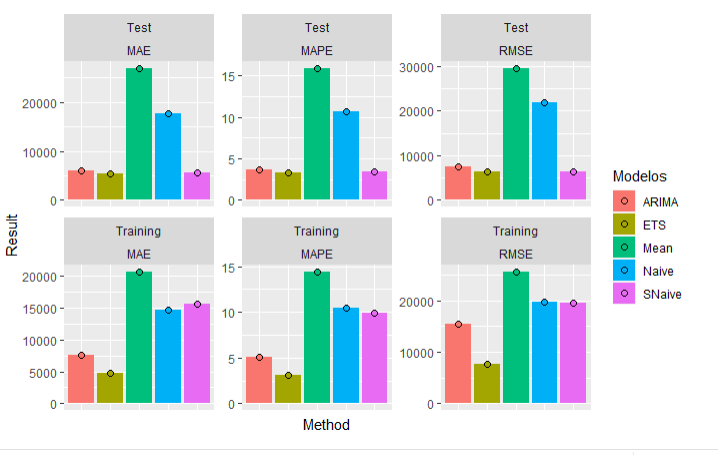 Test
MAE
Test
MAPE
Test
RMSE
20000
10000
0
15
10
5
0
30000
20000
10000
0
Training
MAE
Training
MAPE
Training
RMSE
20000
15000
10000
5000
0
15
10
5
0
20000
10000
0
Result
Method
Modelos
ARIMA
ETS
Mean
Naive
SNaive